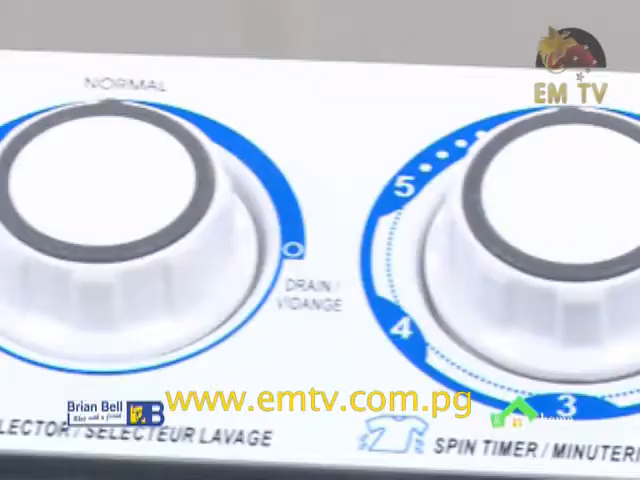 EM TV
NORMAL
5
DRAIN /
VIDANGE
4
3
Brian Bell
www.emtv.com.pg
LECTOR / SÉLECTEUR LAVAGE
SPIN TIMER / MINUTERI